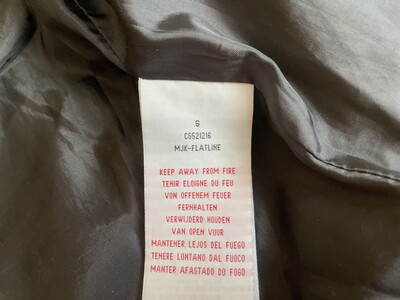 S
CS521216
MJK-FLATLINE
KEEP AWAY FROM FIRE
TENIR ELOIGNE DU FEU
VON OFFENEM FEUER
FERNHALTEN
VERWIJDERD HOUDEN
VAN OPEN VUUR
MANTENER LEJOS DEL FUEGO
TENERE LONTANO DAL FUOCO
MANTER AFASTADO DO FOGO